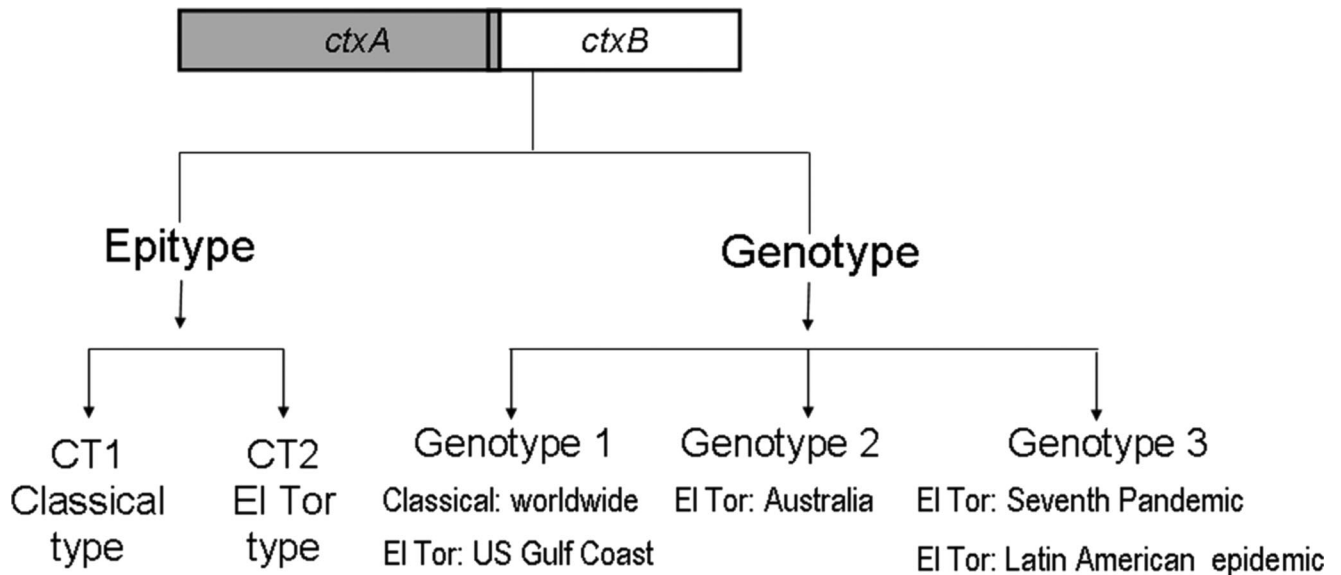 ctxA ctxB
Epitype Genotype
CT1
Classical
type
CT2
El Tor
type
Genotype 1
Classical: worldwide
El Tor: US Gulf Coast
Genotype 2
El Tor: Australia
Genotype 3
El Tor: Seventh Pandemic
El Tor: Latin American epidemic